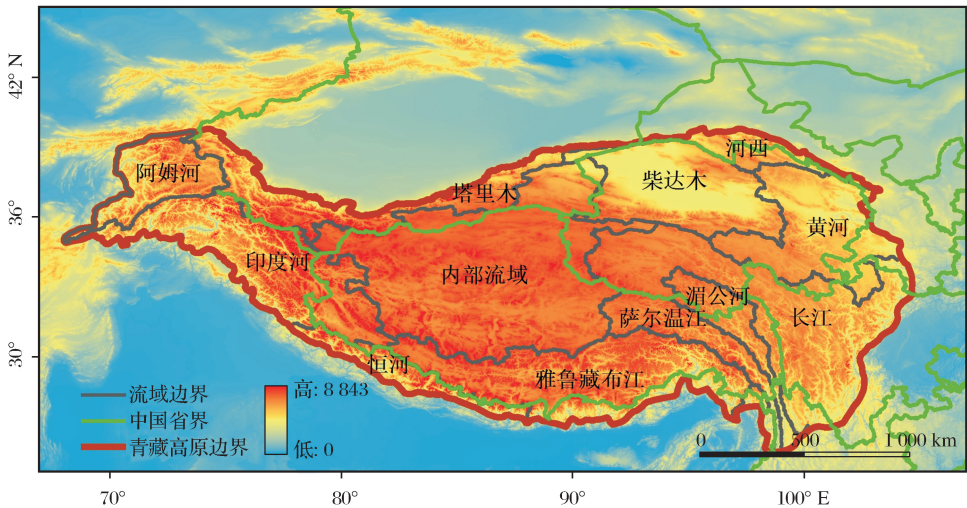 42° N
36°
30°
河西
阿姆河
塔里木
柴达木
黄河
印度河
内部流域
湄公河
萨尔温江
长江
恒河
雅鲁藏布江
流域边界
中国省界
青藏高原边界
高: 8 843
低: 0
0 500 1 000 km
70° 80° 90° 100° E